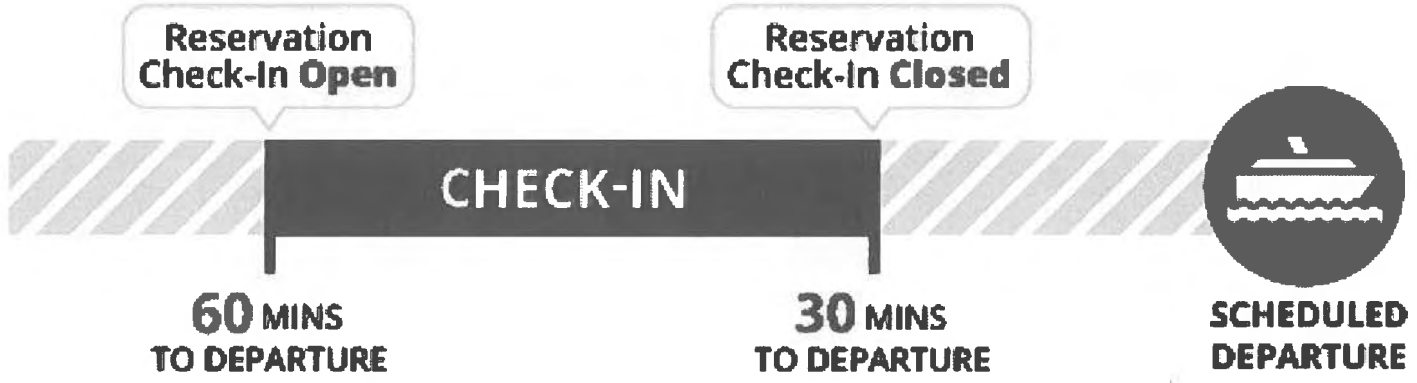 Reservation
Check-In Open
Reservation
Check-In Closed
CHECK-IN
60 MINS
TO DEPARTURE
30 MINS
TO DEPARTURE
SCHEDULED
DEPARTURE